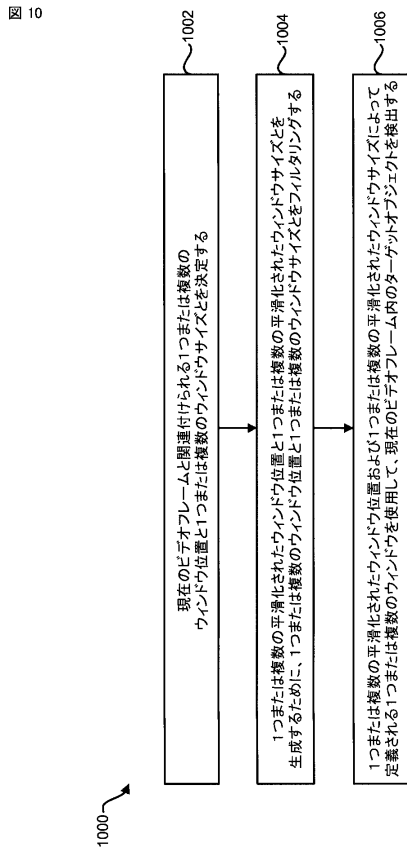 図 10
1000
1002
現在のビデオフレームと関連付けられる1つまたは複数の
ウィンドウ位置と1つまたは複数のウィンドウサイズとを決定する
1004
1つまたは複数の平滑化されたウィンドウ位置と1つまたは複数の平滑化されたウィンドウサイズとを
生成するために、1つまたは複数のウィンドウ位置と1つまたは複数のウィンドウサイズとをフィルタリングする
1006
1つまたは複数の平滑化されたウィンドウ位置および1つまたは複数の平滑化されたウィンドウサイズによって
定義される1つまたは複数のウィンドウを使用して、現在のビデオフレーム内のターゲットオブジェクトを検出する